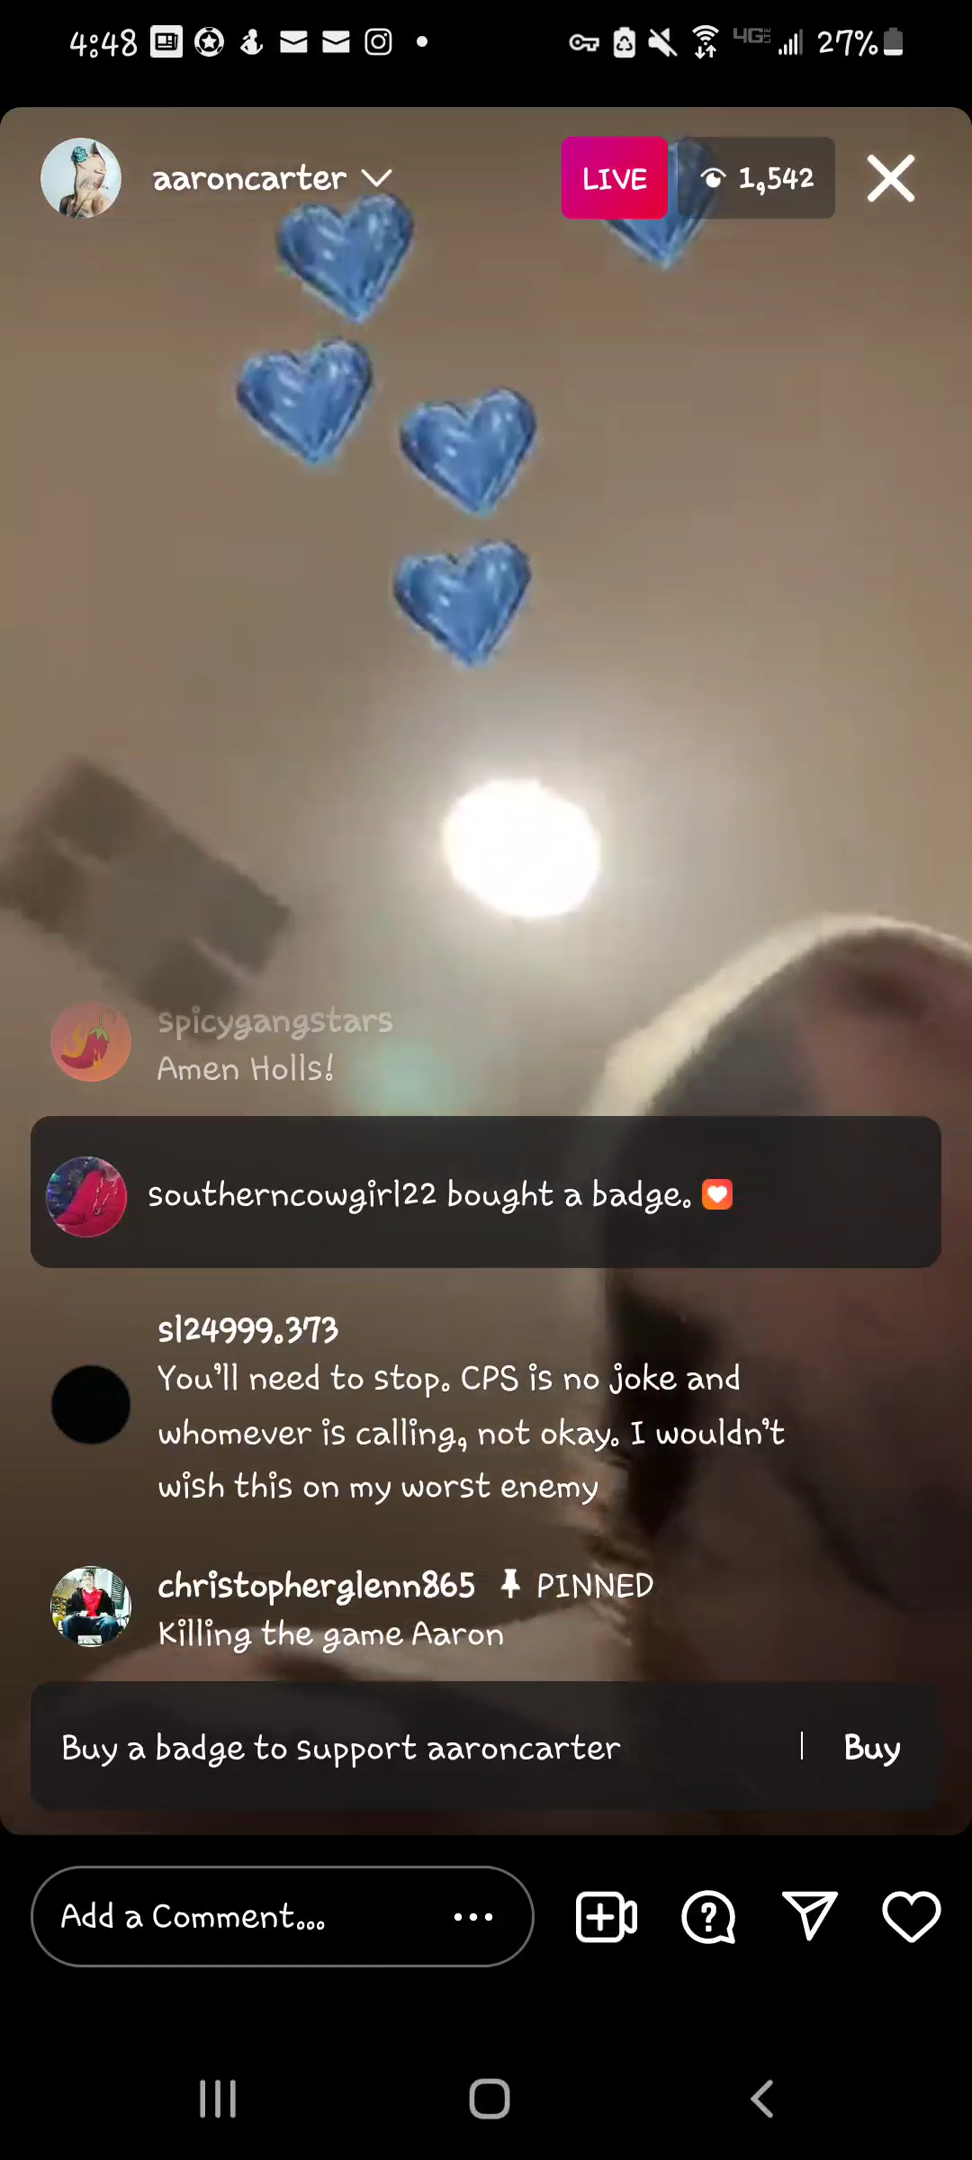 4:48
4G LTE
27%
aaroncarter
LIVE
1,542
spicygangstars
Amen Holls!
southerncowgirl22 bought a badge.
sl24999.373
You'll need to stop. CPS is no joke and
whomever is calling, not okay. I wouldn't
wish this on my worst enemy
christopherglenn865 PINNED
Killing the game Aaron
Buy a badge to support aaroncarter | Buy
Add a Comment...